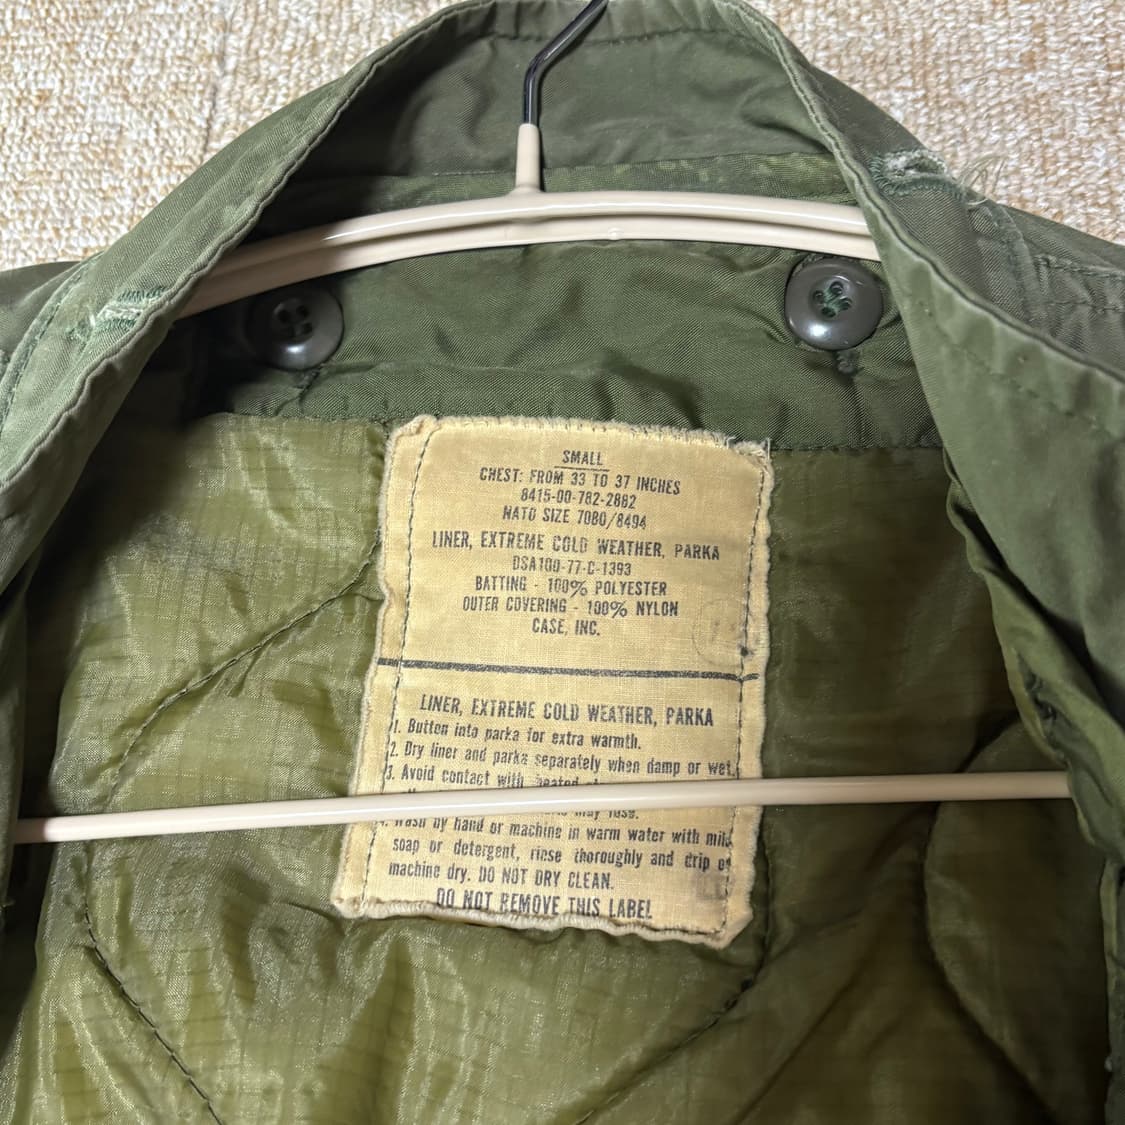 SMALL
CHEST: FROM 33 TO 37 INCHES
8415-00-782-2882
NATO SIZE 7080/8494
LINER, EXTREME COLD WEATHER, PARKA
DSA100-77-C-1393
BATTING - 100% POLYESTER
OUTER COVERING - 100% NYLON
CASE, INC.
LINER, EXTREME COLD WEATHER, PARKA
1. Button into parka for extra warmth.
2. Dry liner and parka separately when damp or wet.
3. Avoid contact with heated
may fuse.
4. Wash by hand or machine in warm water with mild
soap or detergent, rinse thoroughly and drip or
machine dry. DO NOT DRY CLEAN.
DO NOT REMOVE THIS LABEL